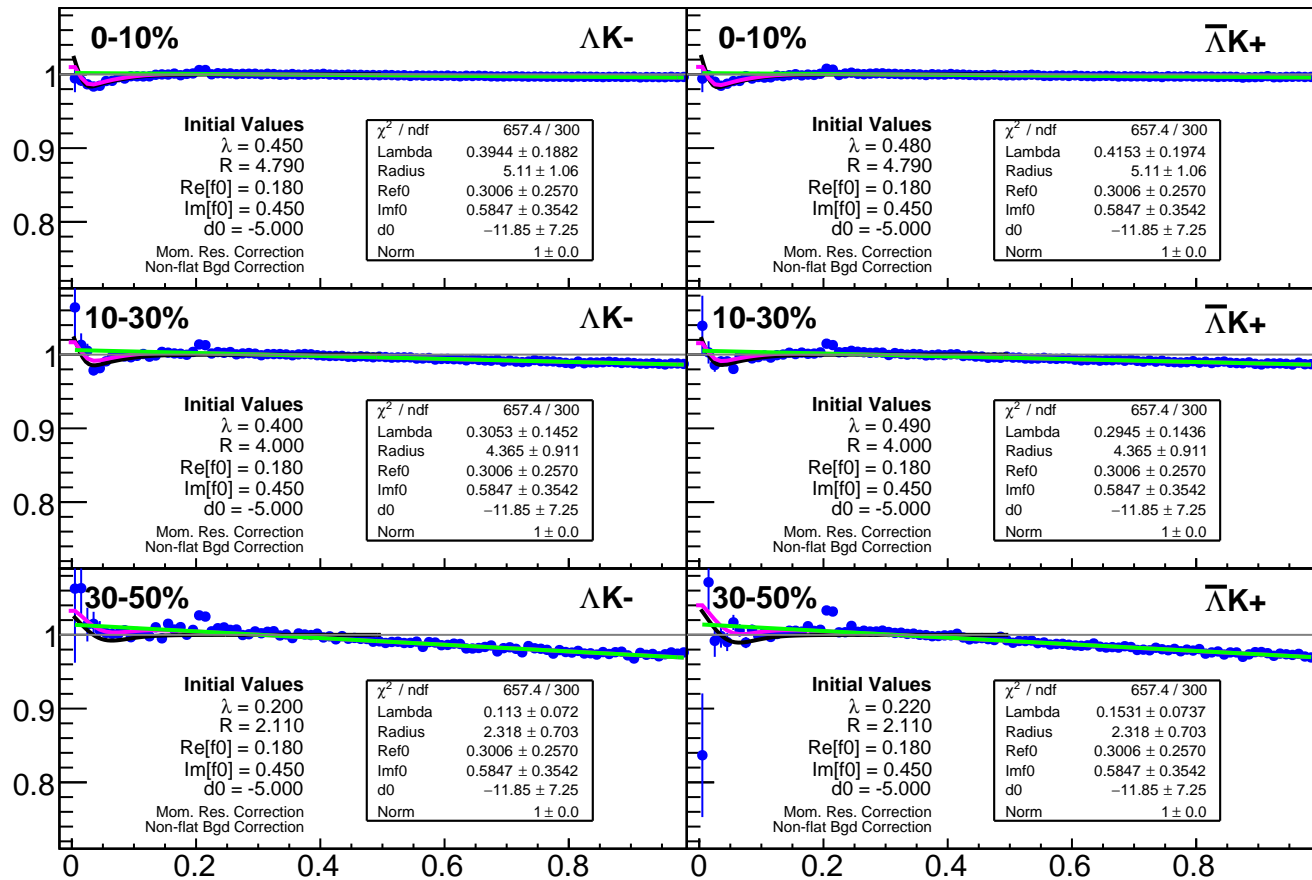 0-10%
ΛK-
1
0.9
0.8
Initial Values
λ = 0.450
R = 4.790
Re[f0] = 0.180
Im[f0] = 0.450
d0 = -5.000
Mom. Res. Correction
Non-flat Bgd Correction
χ² / ndf 657.4 / 300
Lambda 0.3944 ± 0.1882
Radius 5.11 ± 1.06
Ref0 0.3006 ± 0.2570
Imf0 0.5847 ± 0.3542
d0 −11.85 ± 7.25
Norm 1 ± 0.0
0-10%
Λ̅K+
Initial Values
λ = 0.480
R = 4.790
Re[f0] = 0.180
Im[f0] = 0.450
d0 = -5.000
Mom. Res. Correction
Non-flat Bgd Correction
χ² / ndf 657.4 / 300
Lambda 0.4153 ± 0.1974
Radius 5.11 ± 1.06
Ref0 0.3006 ± 0.2570
Imf0 0.5847 ± 0.3542
d0 −11.85 ± 7.25
Norm 1 ± 0.0
10-30%
ΛK-
1
0.9
0.8
Initial Values
λ = 0.400
R = 4.000
Re[f0] = 0.180
Im[f0] = 0.450
d0 = -5.000
Mom. Res. Correction
Non-flat Bgd Correction
χ² / ndf 657.4 / 300
Lambda 0.3053 ± 0.1452
Radius 4.365 ± 0.911
Ref0 0.3006 ± 0.2570
Imf0 0.5847 ± 0.3542
d0 −11.85 ± 7.25
Norm 1 ± 0.0
10-30%
Λ̅K+
Initial Values
λ = 0.490
R = 4.000
Re[f0] = 0.180
Im[f0] = 0.450
d0 = -5.000
Mom. Res. Correction
Non-flat Bgd Correction
χ² / ndf 657.4 / 300
Lambda 0.2945 ± 0.1436
Radius 4.365 ± 0.911
Ref0 0.3006 ± 0.2570
Imf0 0.5847 ± 0.3542
d0 −11.85 ± 7.25
Norm 1 ± 0.0
30-50%
ΛK-
1
0.9
0.8
Initial Values
λ = 0.200
R = 2.110
Re[f0] = 0.180
Im[f0] = 0.450
d0 = -5.000
Mom. Res. Correction
Non-flat Bgd Correction
χ² / ndf 657.4 / 300
Lambda 0.113 ± 0.072
Radius 2.318 ± 0.703
Ref0 0.3006 ± 0.2570
Imf0 0.5847 ± 0.3542
d0 −11.85 ± 7.25
Norm 1 ± 0.0
30-50%
Λ̅K+
Initial Values
λ = 0.220
R = 2.110
Re[f0] = 0.180
Im[f0] = 0.450
d0 = -5.000
Mom. Res. Correction
Non-flat Bgd Correction
χ² / ndf 657.4 / 300
Lambda 0.1531 ± 0.0737
Radius 2.318 ± 0.703
Ref0 0.3006 ± 0.2570
Imf0 0.5847 ± 0.3542
d0 −11.85 ± 7.25
Norm 1 ± 0.0
0 0.2 0.4 0.6 0.8 0 0.2 0.4 0.6 0.8